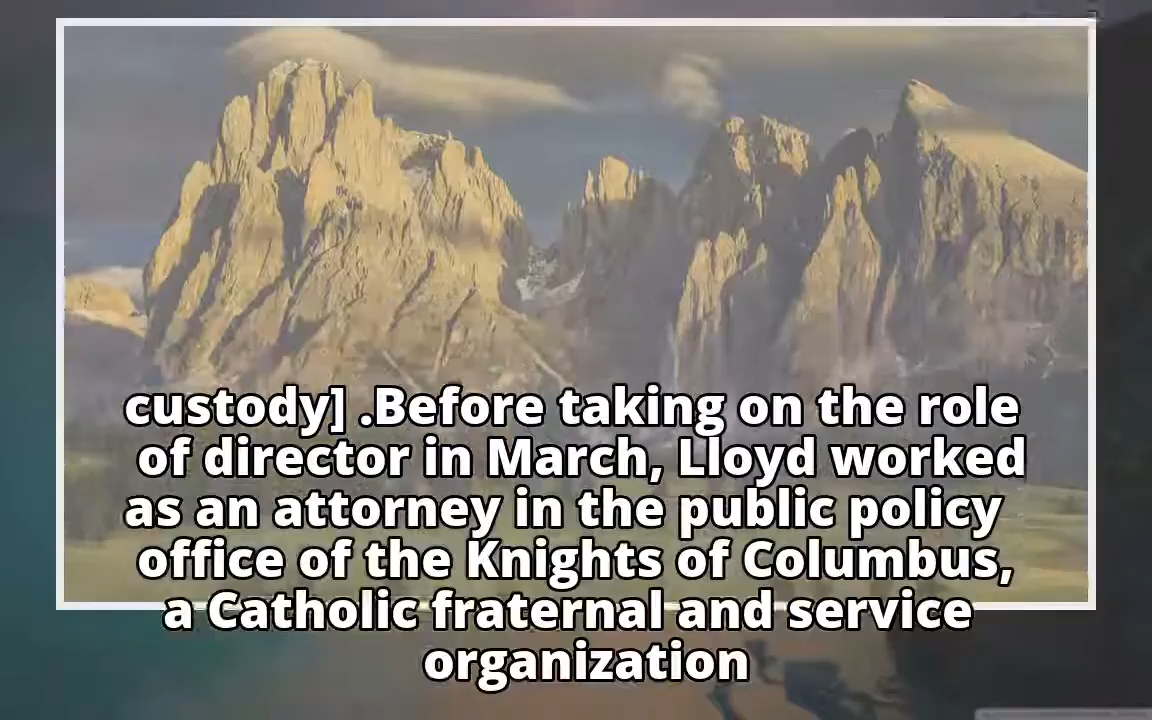 custody] .Before taking on the role
of director in March, Lloyd worked
as an attorney in the public policy
office of the Knights of Columbus,
a Catholic fraternal and service
organization